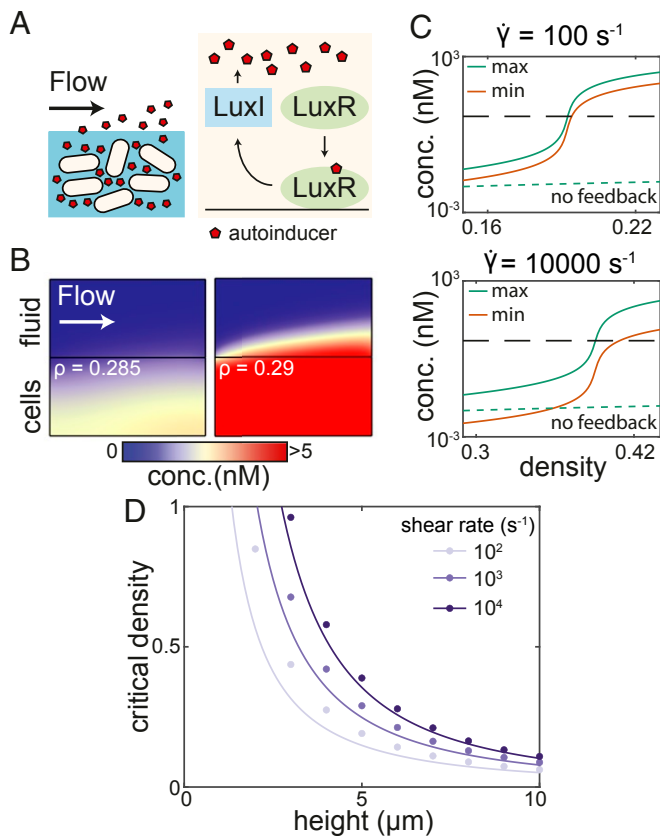 A
Flow
LuxI
LuxR
LuxR
autoinducer
B
fluid
cells
Flow
ρ = 0.285
ρ = 0.29
0
>5
conc.(nM)
C
γ̇ = 100 s⁻¹
conc. (nM)
10³
10⁻³
max
min
no feedback
0.16
0.22
γ̇ = 10000 s⁻¹
conc. (nM)
10³
10⁻³
max
min
no feedback
0.3
0.42
density
D
critical density
1
0.5
0
shear rate (s⁻¹)
10²
10³
10⁴
0
5
10
height (μm)